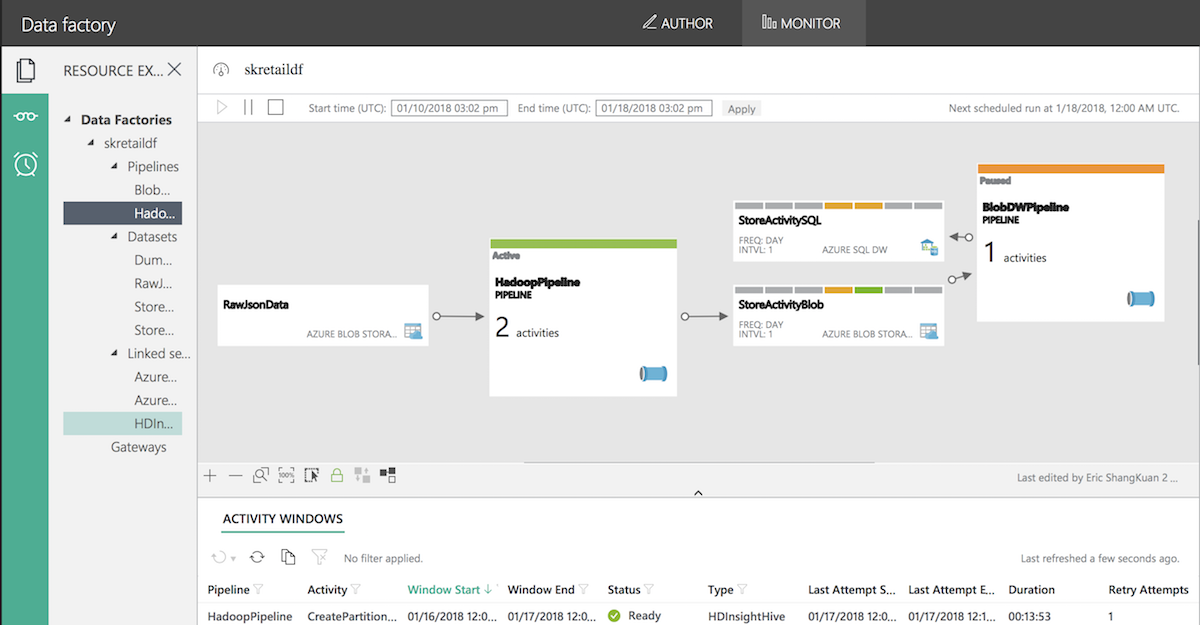 Data factory
AUTHOR
MONITOR
RESOURCE EX...
skretaildf
Start time (UTC): 01/10/2018 03:02 pm End time (UTC): 01/18/2018 03:02 pm Apply
Next scheduled run at 1/18/2018, 12:00 AM UTC.
Data Factories
skretaildf
Pipelines
Blob...
Hado...
Datasets
Dum...
RawJ...
Store...
Store...
Linked se...
Azure...
Azure...
HDIn...
Gateways
RawJsonData
AZURE BLOB STORA...
Active
HadoopPipeline
PIPELINE
2 activities
StoreActivitySQL
FREQ: DAY
INTVL: 1
AZURE SQL DW
StoreActivityBlob
FREQ: DAY
INTVL: 1
AZURE BLOB STORA...
Paused
BlobDWPipeline
PIPELINE
1 activities
100%
Last edited by Eric ShangKuan 2 ...
ACTIVITY WINDOWS
No filter applied.
Last refreshed a few seconds ago.
Pipeline Activity Window Start Window End Status Type Last Attempt S... Last Attempt E... Duration Retry Attempts
HadoopPipeline CreatePartition... 01/16/2018 12:0... 01/17/2018 12:0... Ready HDInsightHive 01/17/2018 12:0... 01/17/2018 12:1... 00:13:53 1